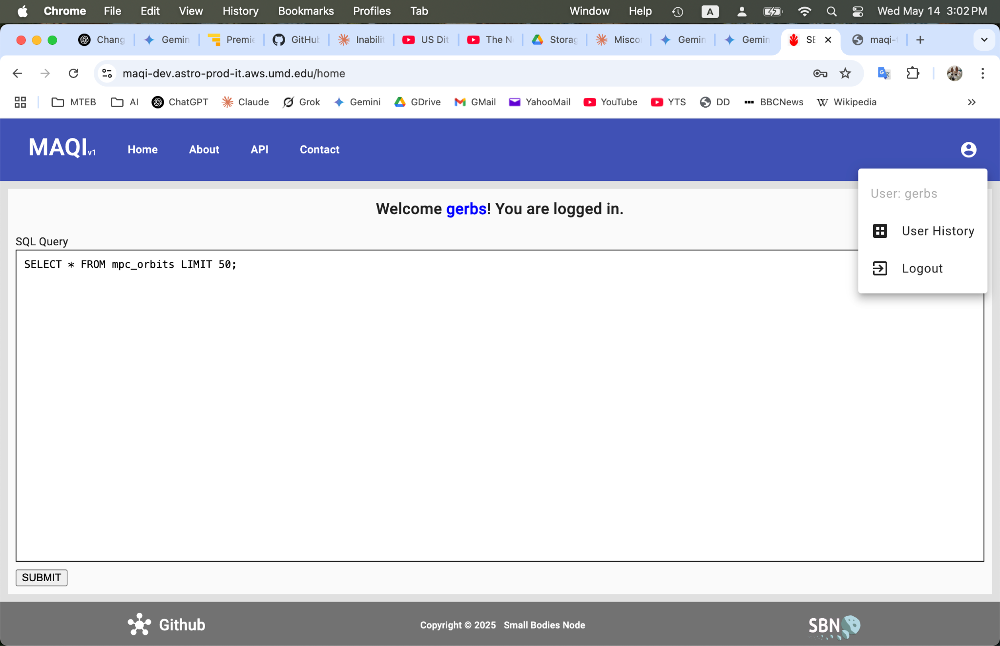 Chrome File Edit View History Bookmarks Profiles Tab Window Help A Wed May 14 3:02 PM
Chang Gemin Premie GitHub Inabilit US Dit The N Storag Misco Gemin Gemin SE maqi-
maqi-dev.astro-prod-it.aws.umd.edu/home
MTEB AI ChatGPT Claude Grok Gemini GDrive GMail YahooMail YouTube YTS DD BBCNews Wikipedia
MAQI v1 Home About API Contact
User: gerbs
Welcome gerbs! You are logged in.
User History
SQL Query
SELECT * FROM mpc_orbits LIMIT 50;
Logout
SUBMIT
Github Copyright © 2025 Small Bodies Node SBN